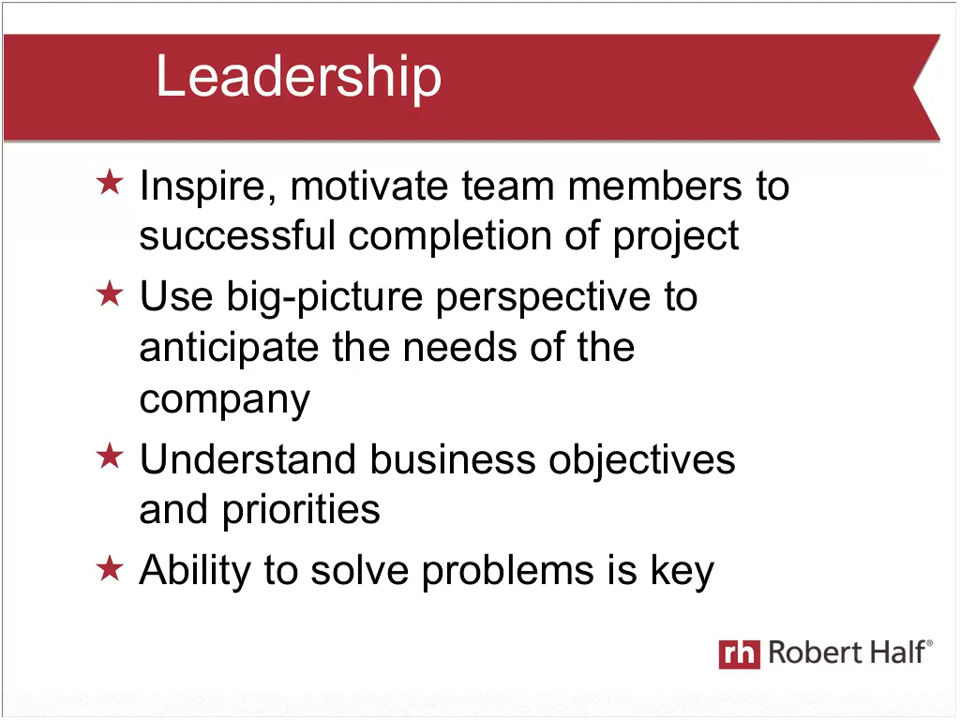 Leadership
Inspire, motivate team members to
successful completion of project
Use big-picture perspective to
anticipate the needs of the
company
Understand business objectives
and priorities
Ability to solve problems is key
rh Robert Half®